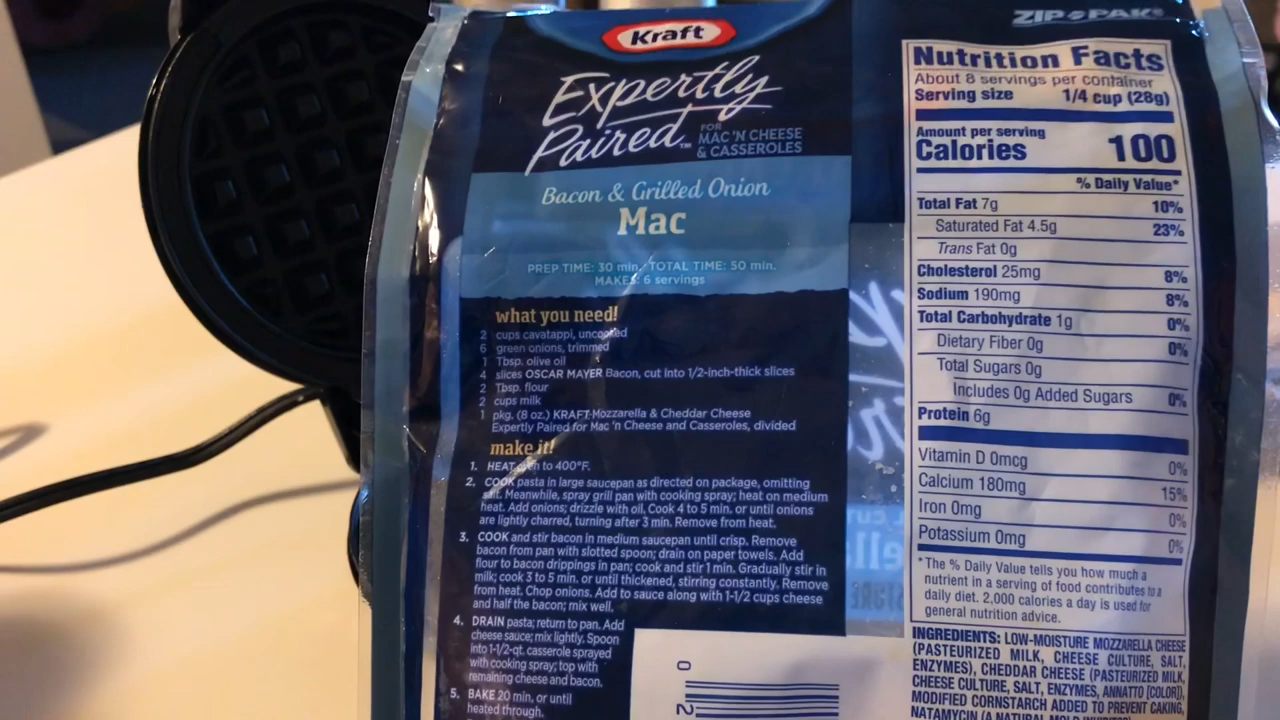 Kraft
ZIP PAK®
Expertly
Paired™
FOR
MAC 'N CHEESE
& CASSEROLES
Bacon & Grilled Onion
Mac
PREP TIME: 30 min. TOTAL TIME: 50 min.
MAKES: 6 servings
what you need!
2 cups cavatappi, uncooked
6 green onions, trimmed
1 Tbsp. olive oil
4 slices OSCAR MAYER Bacon, cut into 1/2-inch-thick slices
2 Tbsp. flour
2 cups milk
1 pkg. (8 oz.) KRAFT Mozzarella & Cheddar Cheese
Expertly Paired for Mac 'n Cheese and Casseroles, divided
make it!
1. HEAT oven to 400°F.
2. COOK pasta in large saucepan as directed on package, omitting
salt. Meanwhile, spray grill pan with cooking spray; heat on medium
heat. Add onions; drizzle with oil. Cook 4 to 5 min. or until onions
are lightly charred, turning after 3 min. Remove from heat.
3. COOK and stir bacon in medium saucepan until crisp. Remove
bacon from pan with slotted spoon; drain on paper towels. Add
flour to bacon drippings in pan; cook and stir 1 min. Gradually stir in
milk; cook 3 to 5 min. or until thickened, stirring constantly. Remove
from heat. Chop onions. Add to sauce along with 1-1/2 cups cheese
and half the bacon; mix well.
4. DRAIN pasta; return to pan. Add
cheese sauce; mix lightly. Spoon
into 1-1/2-qt. casserole sprayed
with cooking spray; top with
remaining cheese and bacon.
5. BAKE 20 min. or until
heated through.
0
2
Nutrition Facts
About 8 servings per container
Serving size 1/4 cup (28g)
Amount per serving
Calories 100
% Daily Value*
Total Fat 7g 10%
Saturated Fat 4.5g 23%
Trans Fat 0g
Cholesterol 25mg 8%
Sodium 190mg 8%
Total Carbohydrate 1g 0%
Dietary Fiber 0g 0%
Total Sugars 0g
Includes 0g Added Sugars 0%
Protein 6g
Vitamin D 0mcg 0%
Calcium 180mg 15%
Iron 0mg 0%
Potassium 0mg 0%
*The % Daily Value tells you how much a
nutrient in a serving of food contributes to a
daily diet. 2,000 calories a day is used for
general nutrition advice.
INGREDIENTS: LOW-MOISTURE MOZZARELLA CHEESE
(PASTEURIZED MILK, CHEESE CULTURE, SALT,
ENZYMES), CHEDDAR CHEESE (PASTEURIZED MILK,
CHEESE CULTURE, SALT, ENZYMES, ANNATTO [COLOR]),
MODIFIED CORNSTARCH ADDED TO PREVENT CAKING,
NATAMYCIN (A NATURAL MOLD INHIBITOR)